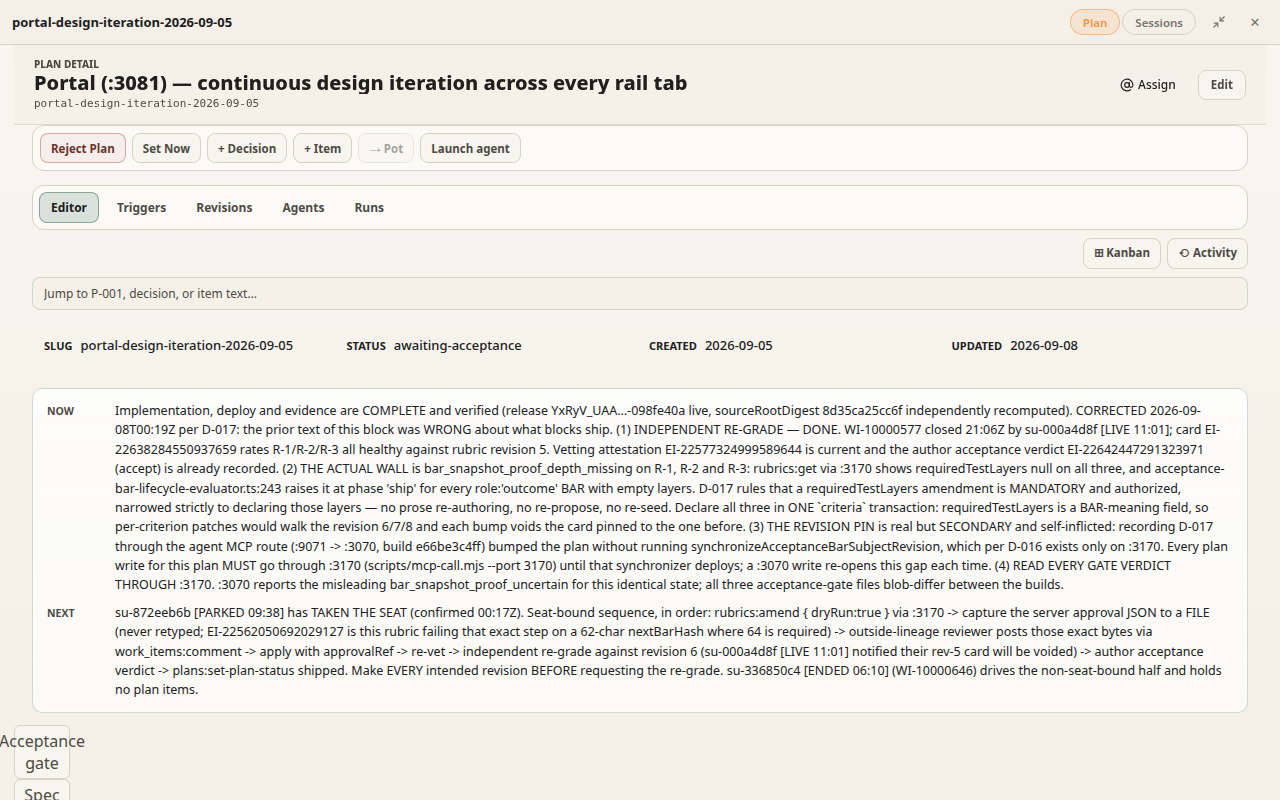 portal-design-iteration-2026-09-05
Plan
Sessions
PLAN DETAIL
Portal (:3081) — continuous design iteration across every rail tab
portal-design-iteration-2026-09-05
@ Assign
Edit
Reject Plan
Set Now
+ Decision
+ Item
→ Pot
Launch agent
Editor
Triggers
Revisions
Agents
Runs
⊞ Kanban
⟲ Activity
Jump to P-001, decision, or item text...
SLUG portal-design-iteration-2026-09-05
STATUS awaiting-acceptance
CREATED 2026-09-05
UPDATED 2026-09-08
NOW
Implementation, deploy and evidence are COMPLETE and verified (release YxRyV_UAA...-098fe40a live, sourceRootDigest 8d35ca25cc6f independently recomputed). CORRECTED 2026-09-
08T00:19Z per D-017: the prior text of this block was WRONG about what blocks ship. (1) INDEPENDENT RE-GRADE — DONE. WI-10000577 closed 21:06Z by su-000a4d8f [LIVE 11:01]; card EI-
22638284550937659 rates R-1/R-2/R-3 all healthy against rubric revision 5. Vetting attestation EI-22577324999589644 is current and the author acceptance verdict EI-22642447291323971
(accept) is already recorded. (2) THE ACTUAL WALL is bar_snapshot_proof_depth_missing on R-1, R-2 and R-3: rubrics:get via :3170 shows requiredTestLayers null on all three, and acceptance-
bar-lifecycle-evaluator.ts:243 raises it at phase 'ship' for every role:'outcome' BAR with empty layers. D-017 rules that a requiredTestLayers amendment is MANDATORY and authorized,
narrowed strictly to declaring those layers — no prose re-authoring, no re-propose, no re-seed. Declare all three in ONE `criteria` transaction: requiredTestLayers is a BAR-meaning field, so
per-criterion patches would walk the revision 6/7/8 and each bump voids the card pinned to the one before. (3) THE REVISION PIN is real but SECONDARY and self-inflicted: recording D-017
through the agent MCP route (:9071 -> :3070, build e66be3c4ff) bumped the plan without running synchronizeAcceptanceBarSubjectRevision, which per D-016 exists only on :3170. Every plan
write for this plan MUST go through :3170 (scripts/mcp-call.mjs --port 3170) until that synchronizer deploys; a :3070 write re-opens this gap each time. (4) READ EVERY GATE VERDICT
THROUGH :3170. :3070 reports the misleading bar_snapshot_proof_uncertain for this identical state; all three acceptance-gate files blob-differ between the builds.
NEXT
su-872eeb6b [PARKED 09:38] has TAKEN THE SEAT (confirmed 00:17Z). Seat-bound sequence, in order: rubrics:amend { dryRun:true } via :3170 -> capture the server approval JSON to a FILE
(never retyped; EI-22562050692029127 is this rubric failing that exact step on a 62-char nextBarHash where 64 is required) -> outside-lineage reviewer posts those exact bytes via
work_items:comment -> apply with approvalRef -> re-vet -> independent re-grade against revision 6 (su-000a4d8f [LIVE 11:01] notified their rev-5 card will be voided) -> author acceptance
verdict -> plans:set-plan-status shipped. Make EVERY intended revision BEFORE requesting the re-grade. su-336850c4 [ENDED 06:10] (WI-10000646) drives the non-seat-bound half and holds
no plan items.
Acceptance
gate
Spec